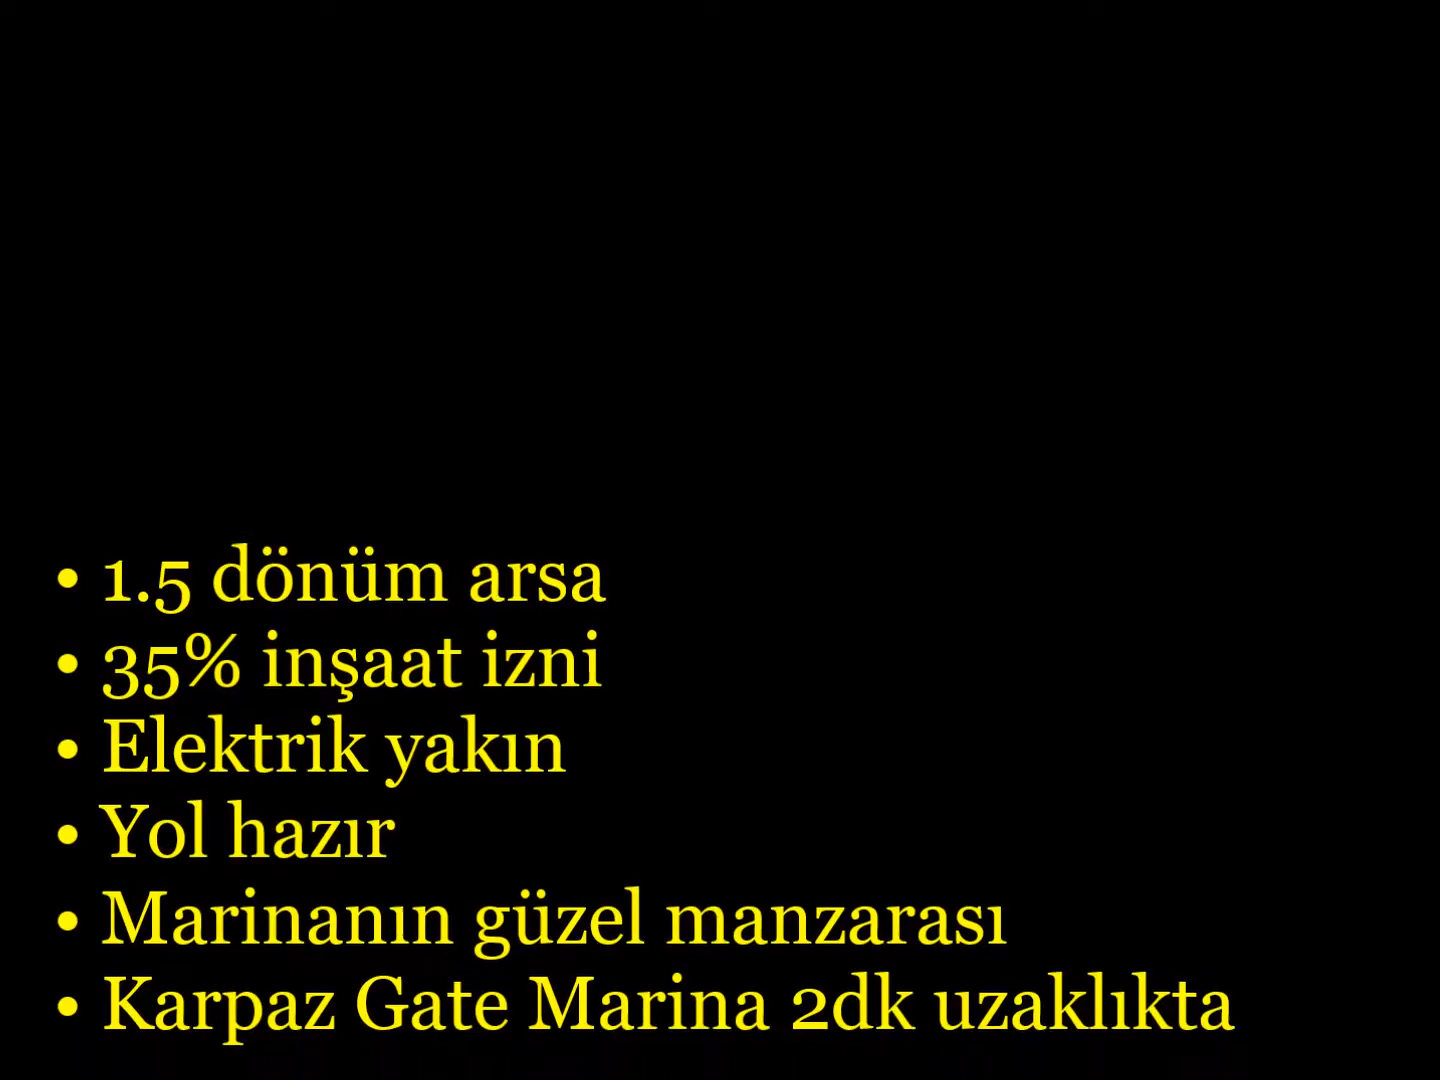 • 1.5 dönüm arsa
• 35% inşaat izni
• Elektrik yakın
• Yol hazır
• Marinanın güzel manzarası
• Karpaz Gate Marina 2dk uzaklıkta